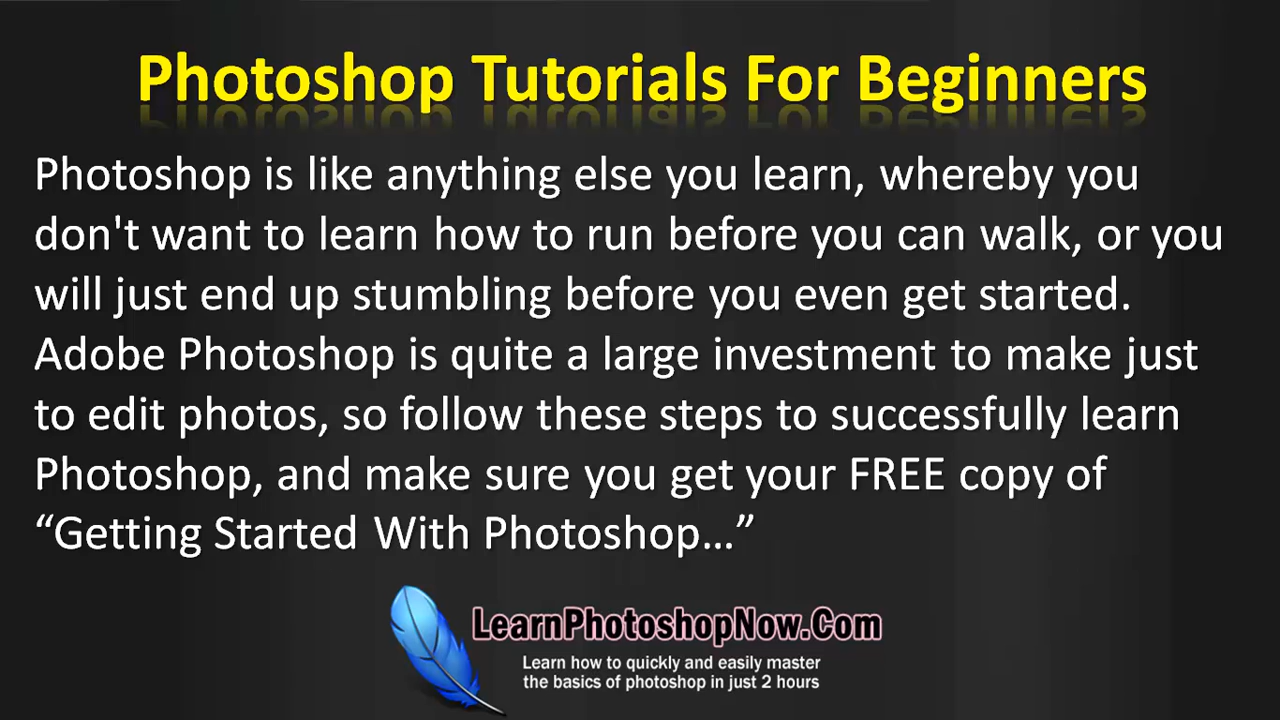 Photoshop Tutorials For Beginners
Photoshop is like anything else you learn, whereby you
don't want to learn how to run before you can walk, or you
will just end up stumbling before you even get started.
Adobe Photoshop is quite a large investment to make just
to edit photos, so follow these steps to successfully learn
Photoshop, and make sure you get your FREE copy of
“Getting Started With Photoshop…”
LearnPhotoshopNow.Com
Learn how to quickly and easily master
the basics of photoshop in just 2 hours